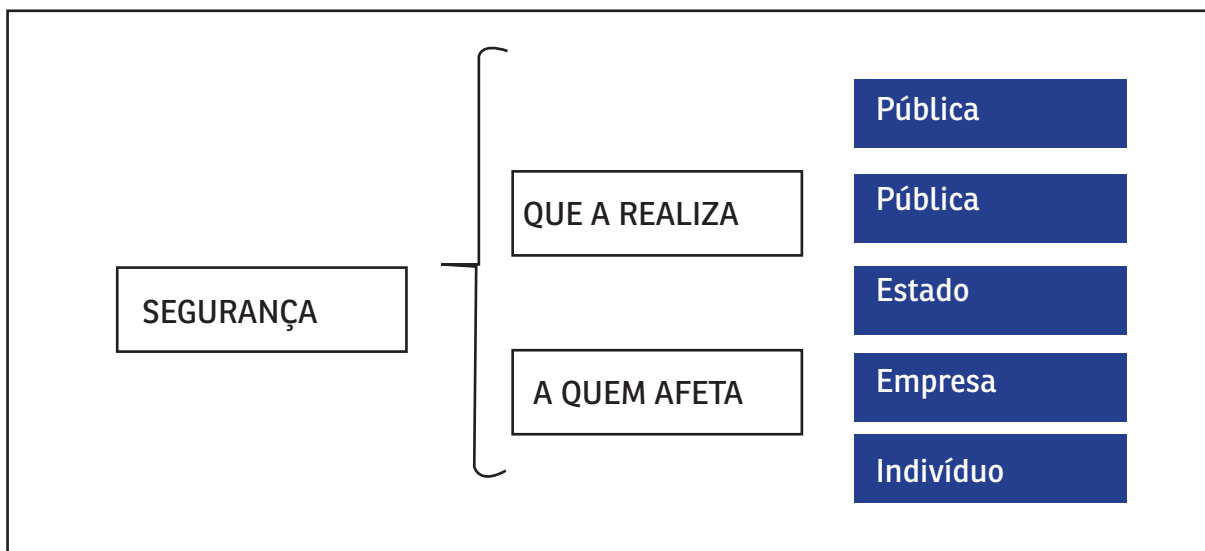 SEGURANÇA
QUE A REALIZA
A QUEM AFETA
Pública
Pública
Estado
Empresa
Indivíduo